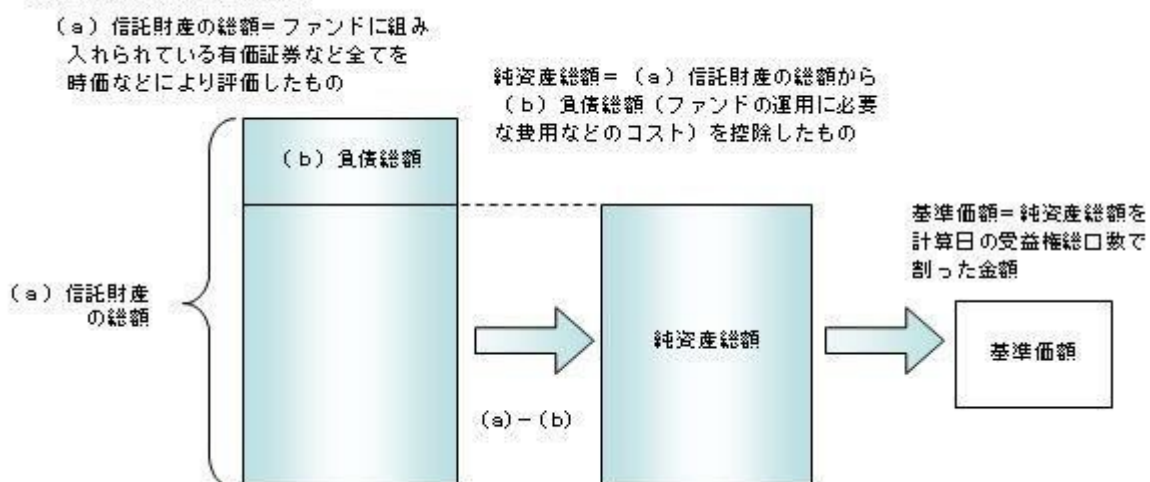 (a)信託財産の総額=ファンドに組み
入れられている有価証券など全てを
時価などにより評価したもの
純資産総額=(a)信託財産の総額から
(b)負債総額(ファンドの運用に必要
な費用などのコスト)を控除したもの
(b)負債総額
基準価額=純資産総額を
計算日の受益権総口数で
割った金額
(a)信託財産
の総額
純資産総額
基準価額
(a)-(b)